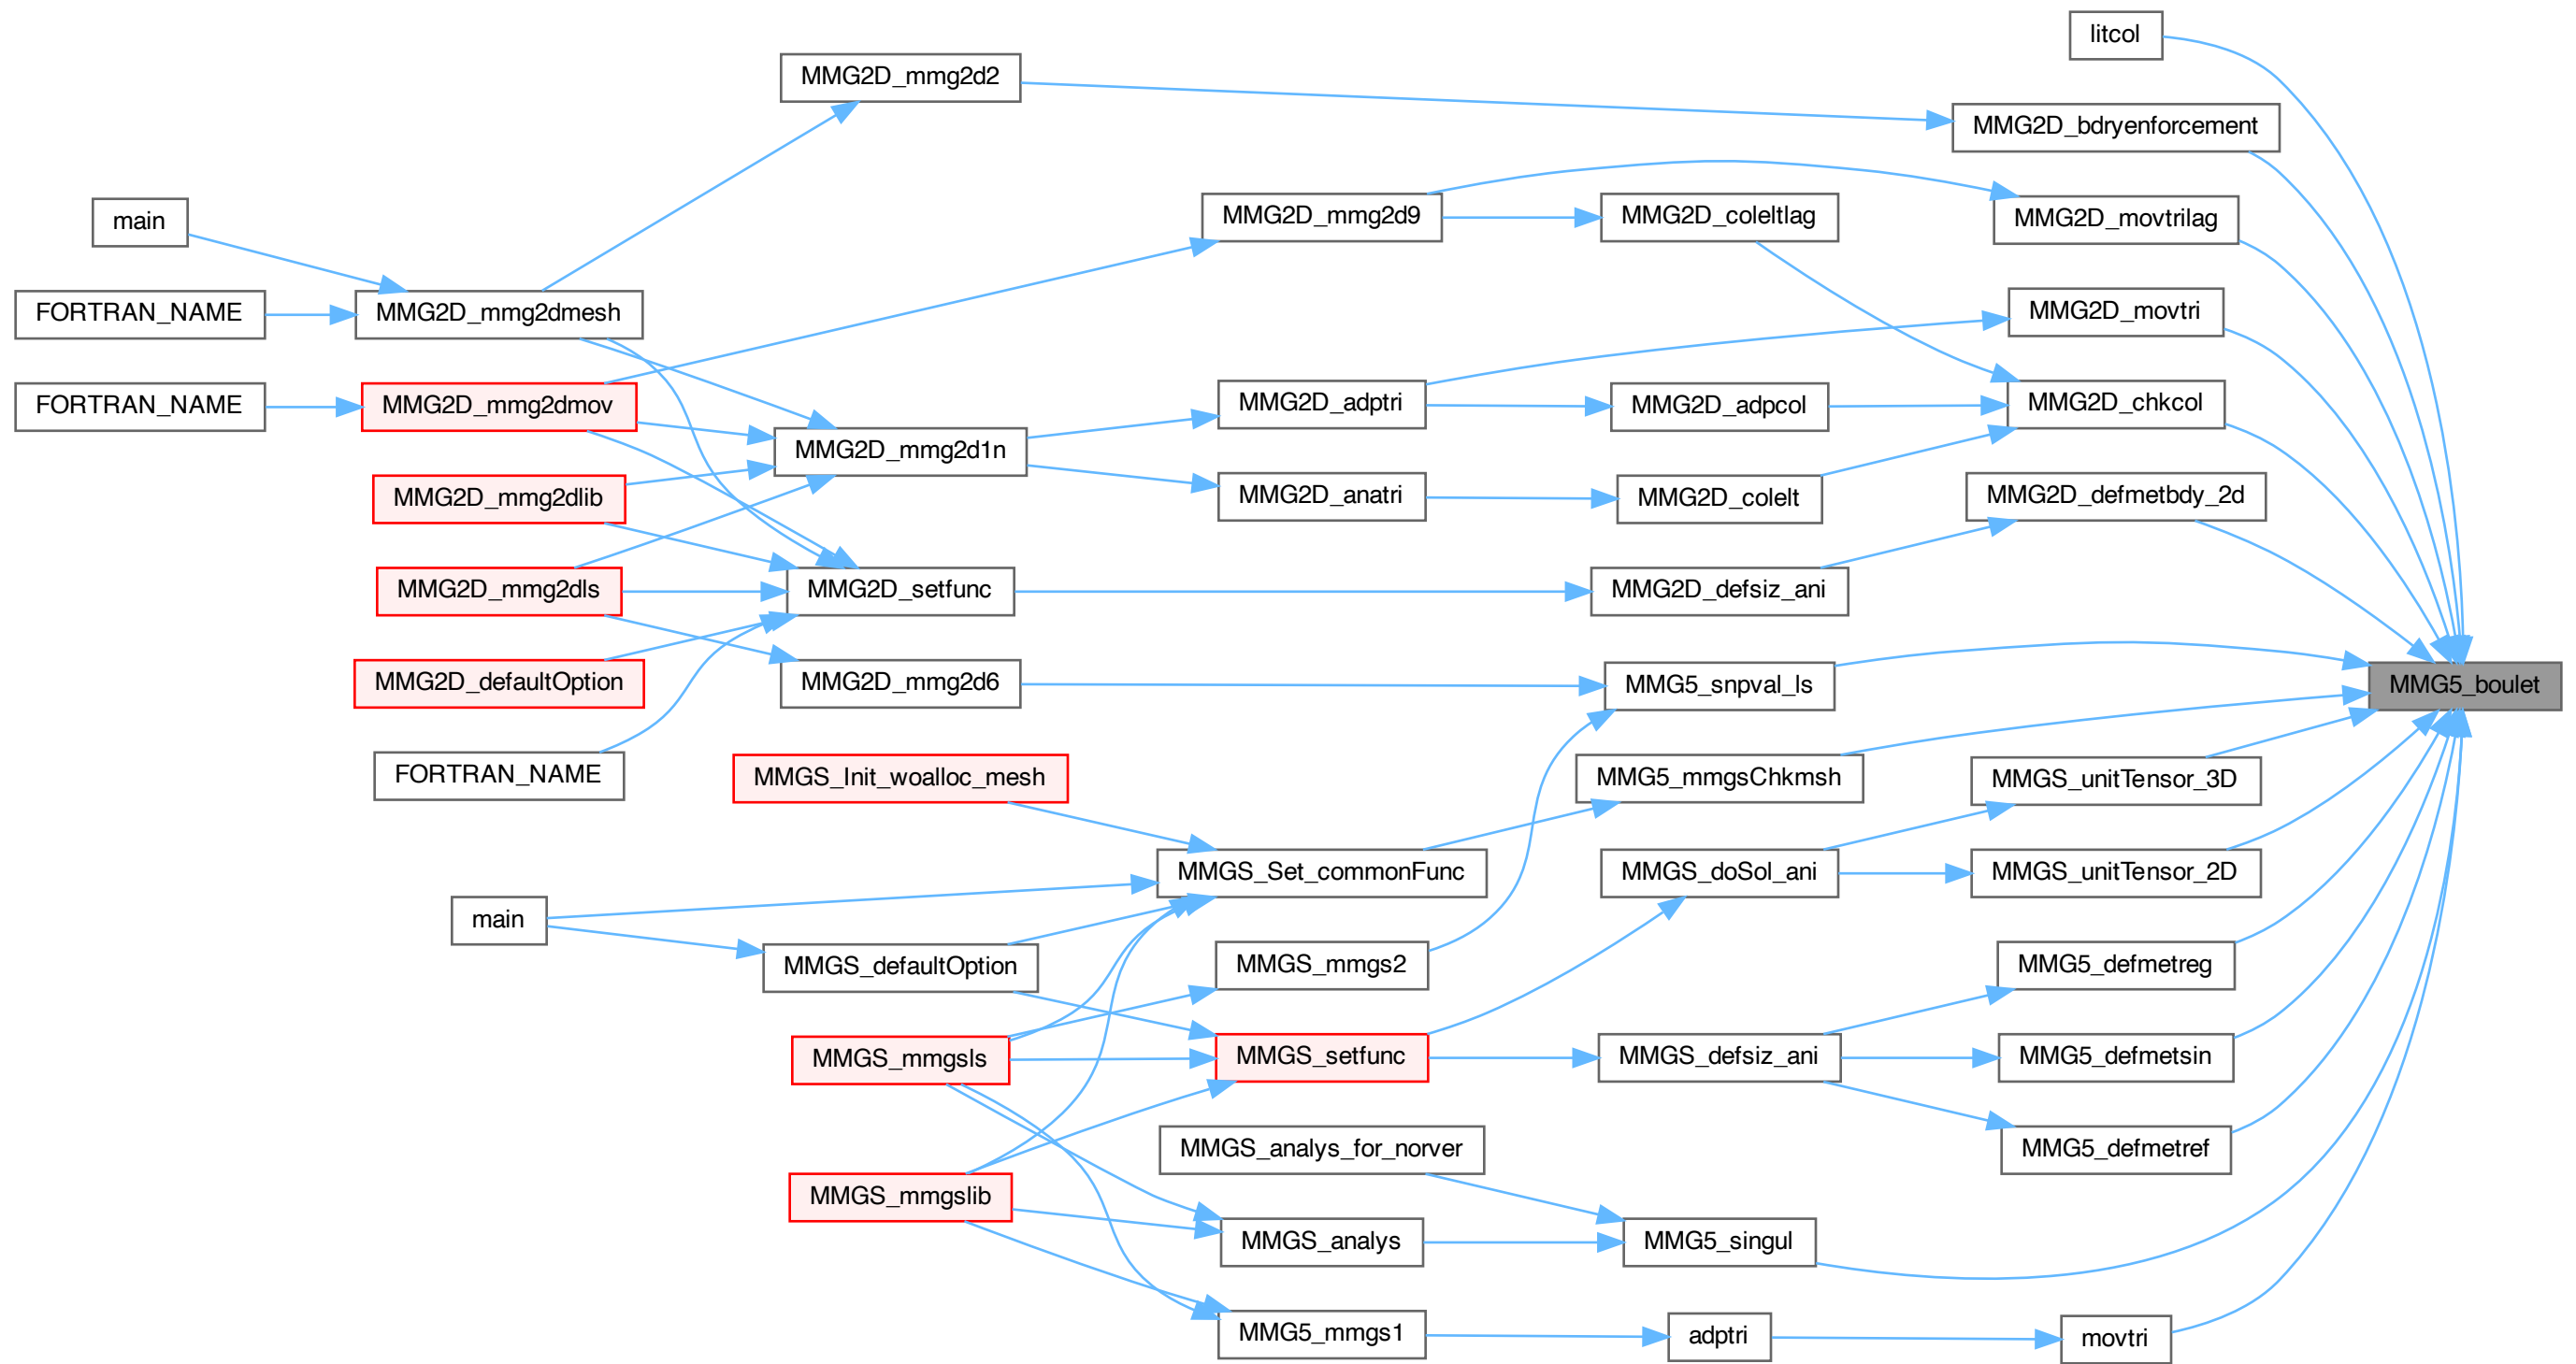 litcol
MMG2D_mmg2d2
MMG2D_bdryenforcement
main
MMG2D_mmg2d9
MMG2D_coleltlag
MMG2D_movtrilag
FORTRAN_NAME
MMG2D_mmg2dmesh
MMG2D_movtri
FORTRAN_NAME
MMG2D_mmg2dmov
MMG2D_adptri
MMG2D_adpcol
MMG2D_chkcol
MMG2D_mmg2d1n
MMG2D_mmg2dlib
MMG2D_anatri
MMG2D_colelt
MMG2D_defmetbdy_2d
MMG2D_mmg2dls
MMG2D_setfunc
MMG2D_defsiz_ani
MMG2D_defaultOption
MMG2D_mmg2d6
MMG5_snpval_ls
MMG5_boulet
FORTRAN_NAME
MMGS_Init_woalloc_mesh
MMG5_mmgsChkmsh
MMGS_unitTensor_3D
MMGS_Set_commonFunc
MMGS_doSol_ani
MMGS_unitTensor_2D
main
MMGS_defaultOption
MMGS_mmgs2
MMG5_defmetreg
MMGS_mmgsls
MMGS_setfunc
MMGS_defsiz_ani
MMG5_defmetsin
MMGS_analys_for_norver
MMG5_defmetref
MMGS_mmgslib
MMGS_analys
MMG5_singul
MMG5_mmgs1
adptri
movtri